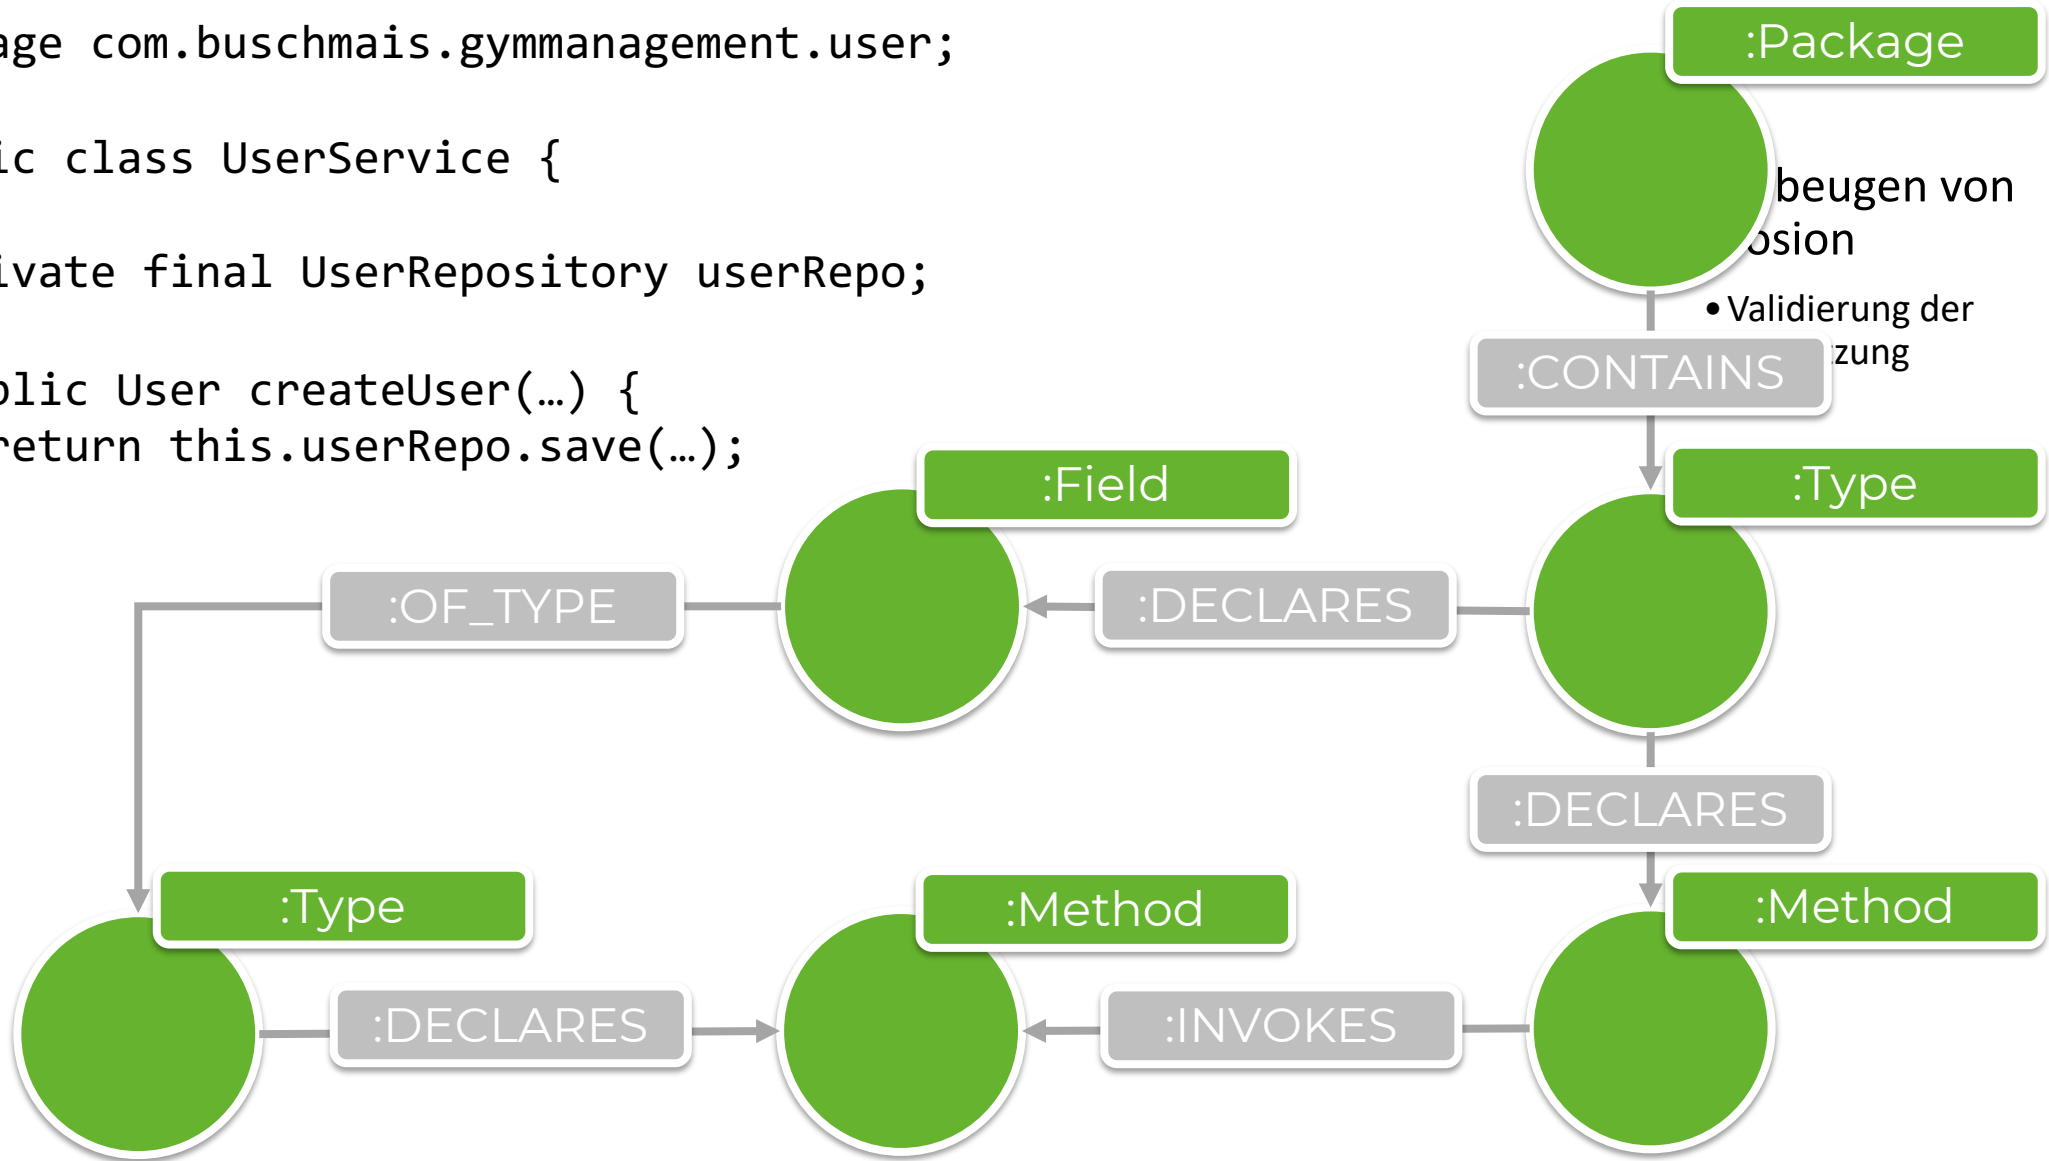 age com.buschmais.gymmanagement.user;
ic class UserService {
ivate final UserRepository userRepo;
blic User createUser(…) {
return this.userRepo.save(…);
:Package
beugen von
osion
•Validierung der
zung
:CONTAINS
:Field
:Type
:OF_TYPE
:DECLARES
:DECLARES
:Type
:Method
:Method
:DECLARES
:INVOKES